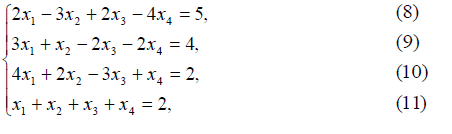 2x₁ − 3x₂ + 2x₃ − 4x₄ = 5, (8)
3x₁ + x₂ − 2x₃ − 2x₄ = 4, (9)
4x₁ + 2x₂ − 3x₃ + x₄ = 2, (10)
x₁ + x₂ + x₃ + x₄ = 2, (11)